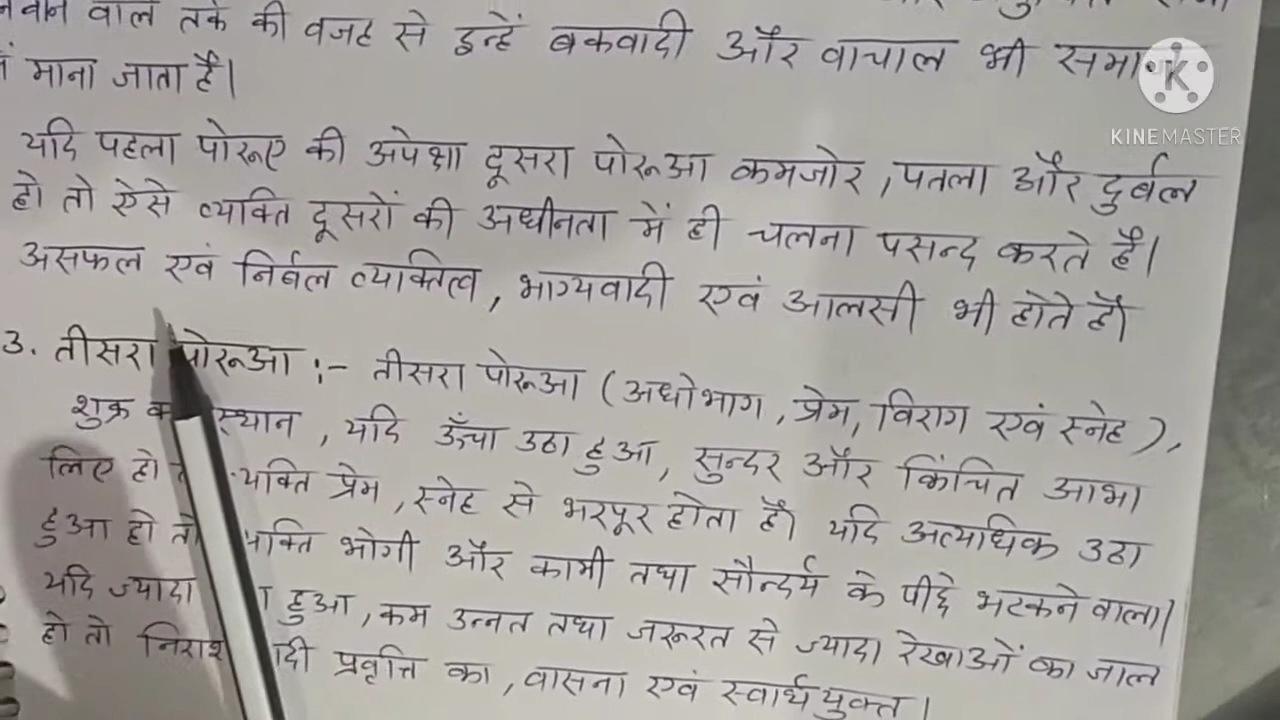 वाल तर्क की वजह से इन्हें बकवादी और वाचाल भी
माना जाता है।
KINEMASTER
यदि पहला पोरूए की अपेक्षा दूसरा पोरूआ कमजोर, पतला और दुर्बल
हो तो ऐसे व्यक्ति दूसरों की अधीनता में ही चलना पसन्द करते है।
असफल एवं निर्बल व्यक्तित्व, भाग्यवादी एवं आलसी भी होते है।
3. तीसरा पोरूआ :- तीसरा पोरूआ (अधोभाग, प्रेम, विराग एवं स्नेह),
शुक्र स्थान, यदि ऊँचा उठा हुआ, सुन्दर और किंचित आभा
लिए हो प्रेम, स्नेह से भरपूर होता है। यदि अत्यधिक उठा
हुआ हो तो भोगी और कामी तथा सौन्दर्य के पीछे भटकने वाला।
यदि ज्यादा हुआ, कम उन्नत तथा जरूरत से ज्यादा रेखाओं का जाल
हो तो प्रवृत्ति का, वासना एवं स्वार्थयुक्त।